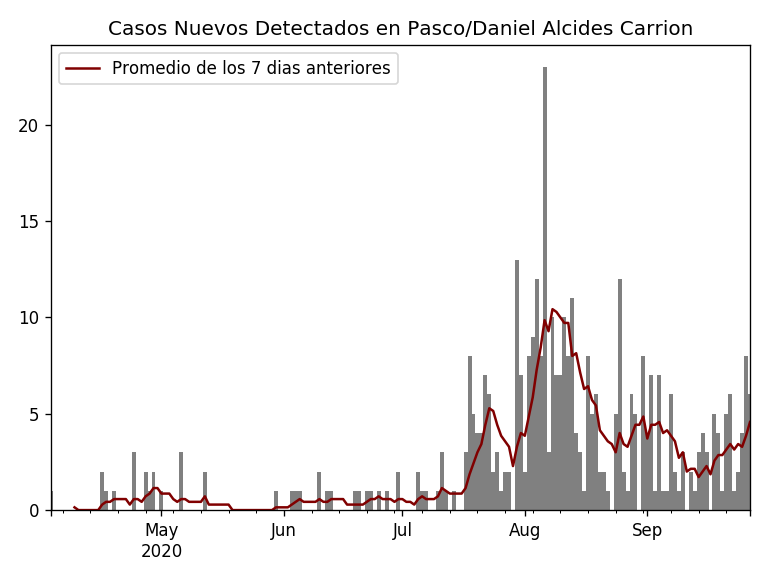 Casos Nuevos Detectados en Pasco/Daniel Alcides Carrion
Promedio de los 7 dias anteriores
20
15
10
5
0
May Jun Jul Aug Sep
2020